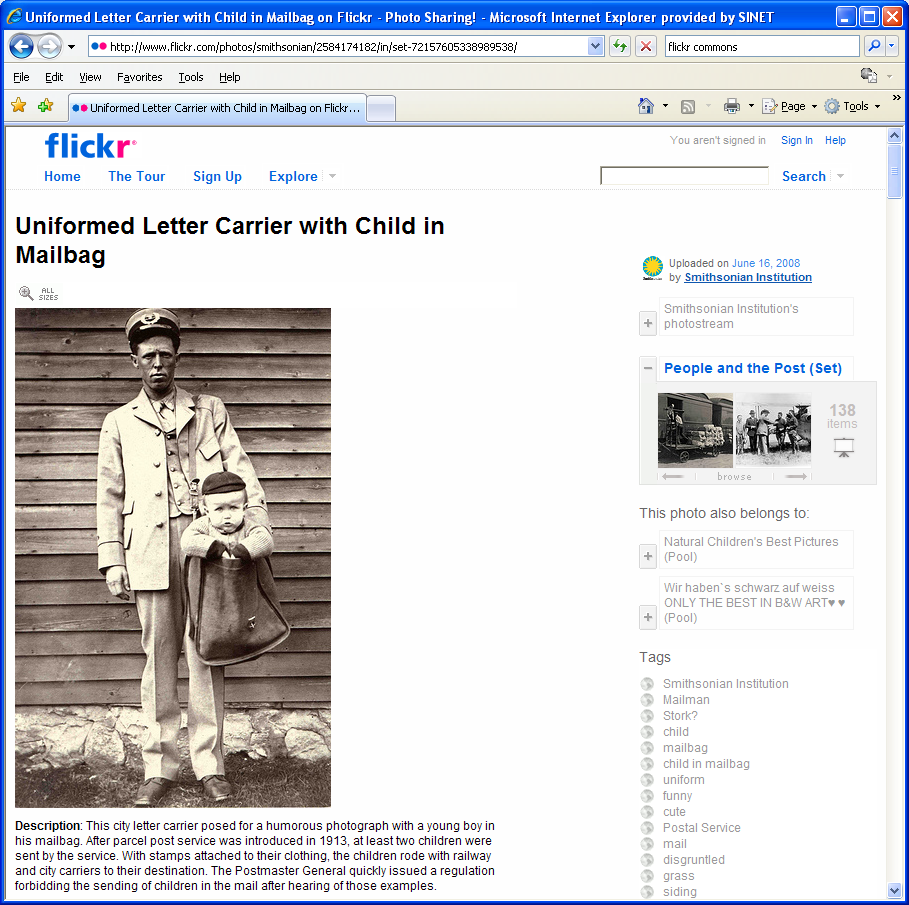 Uniformed Letter Carrier with Child in Mailbag on Flickr - Photo Sharing! - Microsoft Internet Explorer provided by SINET
http://www.flickr.com/photos/smithsonian/2584174182/in/set-72157605338989538/
flickr commons
File Edit View Favorites Tools Help
Uniformed Letter Carrier with Child in Mailbag on Flickr...
Page Tools »
flickr
You aren't signed in Sign In Help
Home The Tour Sign Up Explore
Search
Uniformed Letter Carrier with Child in
Mailbag
ALL
SIZES
Uploaded on June 16, 2008
by Smithsonian Institution
+ Smithsonian Institution's
photostream
− People and the Post (Set)
138
items
browse
This photo also belongs to:
+ Natural Children's Best Pictures
(Pool)
+ Wir haben`s schwarz auf weiss
ONLY THE BEST IN B&W ART♥ ♥
(Pool)
Tags
Smithsonian Institution
Mailman
Stork?
child
mailbag
child in mailbag
uniform
funny
cute
Postal Service
mail
disgruntled
grass
siding
Description: This city letter carrier posed for a humorous photograph with a young boy in
his mailbag. After parcel post service was introduced in 1913, at least two children were
sent by the service. With stamps attached to their clothing, the children rode with railway
and city carriers to their destination. The Postmaster General quickly issued a regulation
forbidding the sending of children in the mail after hearing of those examples.